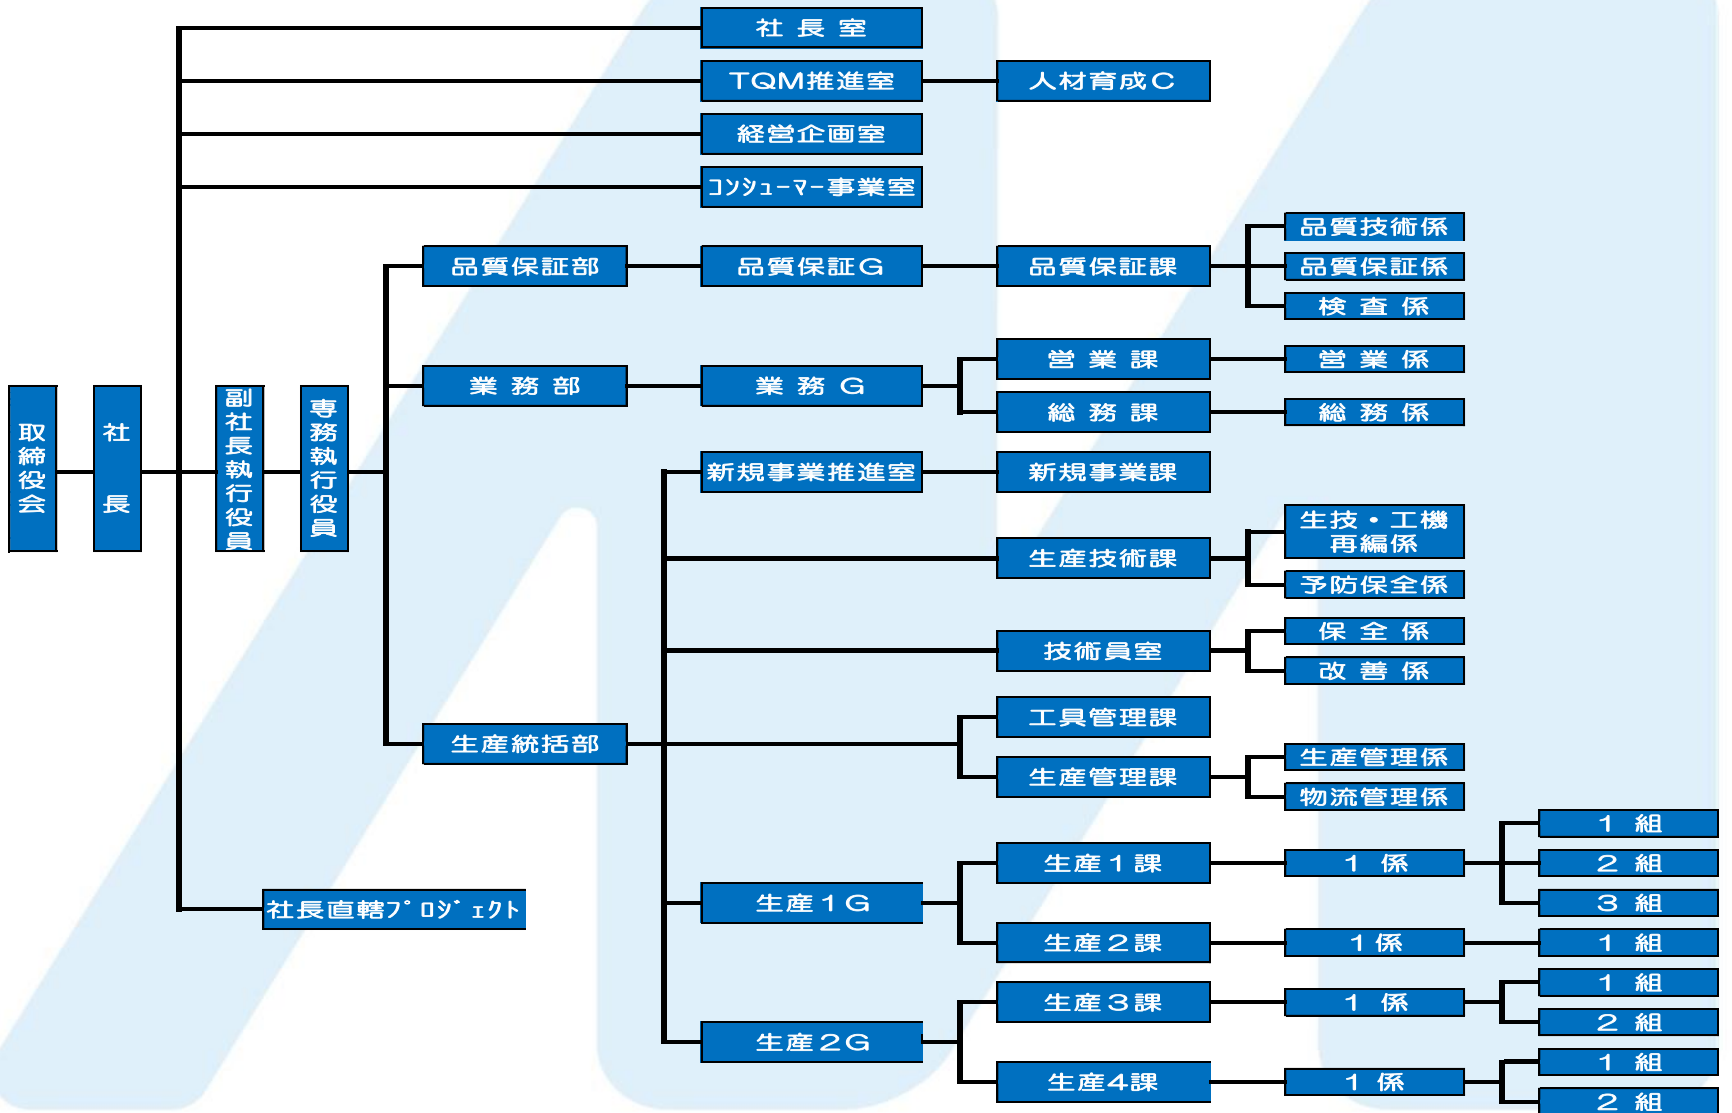 社長室
TQM推進室
人材育成C
経営企画室
ｺﾝｼｭｰﾏｰ事業室
品質技術係
品質保証部
品質保証G
品質保証課
品質保証係
検査係
営業課
営業係
業務部
業務G
総務課
総務係
取締役会
社長
副社長執行役員
専務執行役員
新規事業推進室
新規事業課
生技・工機
再編係
生産技術課
予防保全係
保全係
技術員室
改善係
工具管理課
生産統括部
生産管理係
生産管理課
物流管理係
1 組
生産1課
1 係
2 組
生産1G
3 組
社長直轄ﾌﾟﾛｼﾞｪｸﾄ
生産2課
1係
1 組
1 組
生産3課
1 係
2 組
生産2G
1 組
生産4課
1 係
2 組